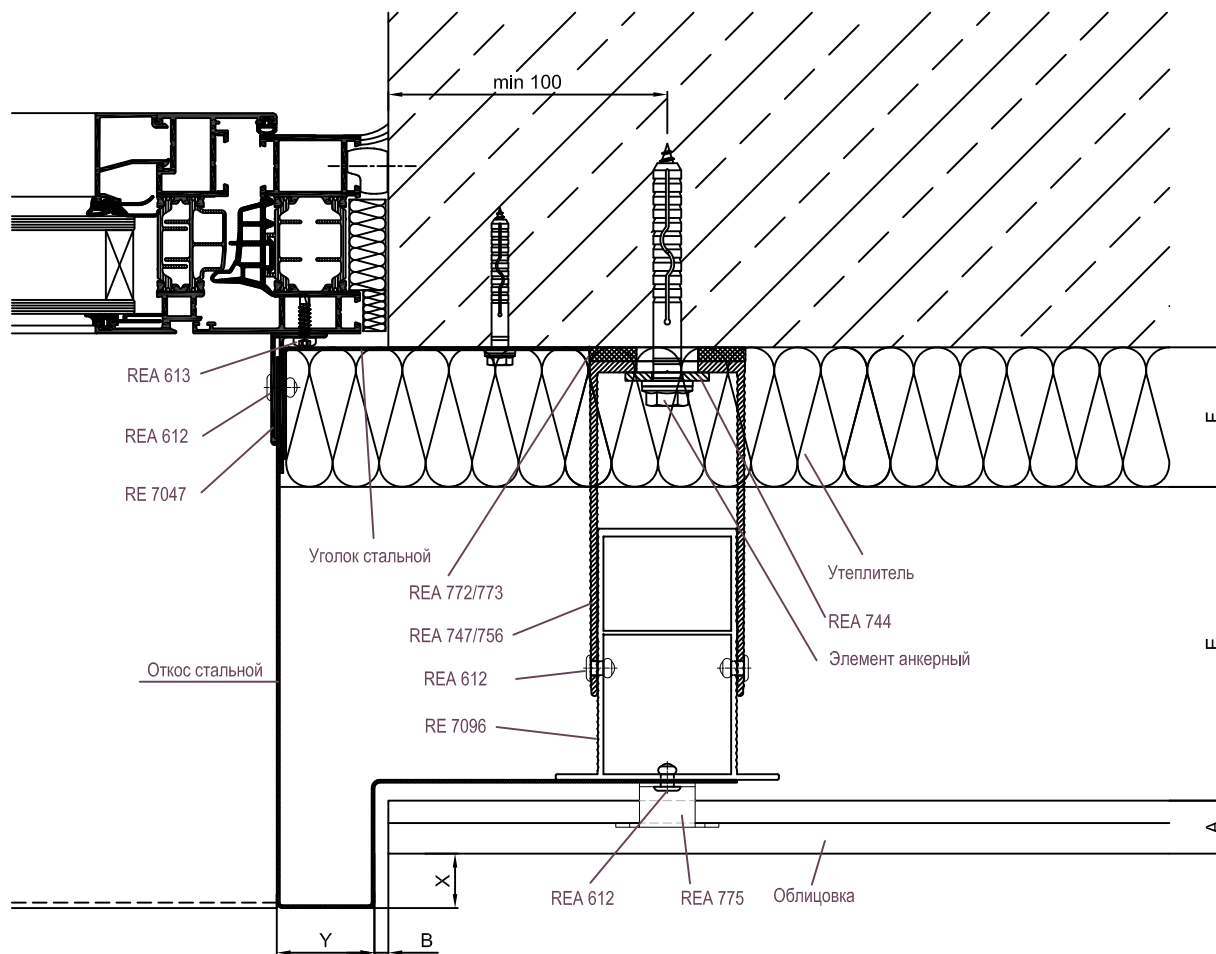 min 100
REA 613
REA 612
RE 7047
Уголок стальной
REA 772/773
REA 747/756
Откос стальной
REA 612
RE 7096
Утеплитель
REA 744
Элемент анкерный
X
Y
B
REA 612
REA 775
Облицовка